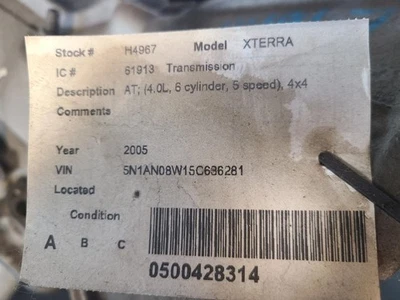 Stock # H4967 Model XTERRA
IC # 61913 Transmission
Description AT; (4.0L, 6 cylinder, 5 speed), 4x4
Comments
Year 2005
VIN 5N1AN08W15C636281
Located
Condition
A B C
0500428314